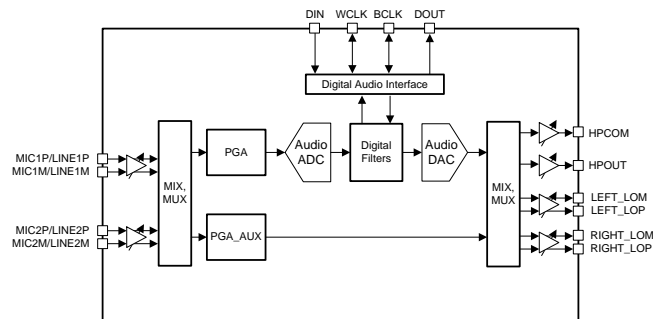 DIN WCLK BCLK DOUT
Digital Audio Interface
MIC1P/LINE1P
MIC1M/LINE1M
MIC2P/LINE2P
MIC2M/LINE2M
MIX,
MUX
PGA
Audio
ADC
Digital
Filters
Audio
DAC
PGA_AUX
MIX,
MUX
HPCOM
HPOUT
LEFT_LOM
LEFT_LOP
RIGHT_LOM
RIGHT_LOP